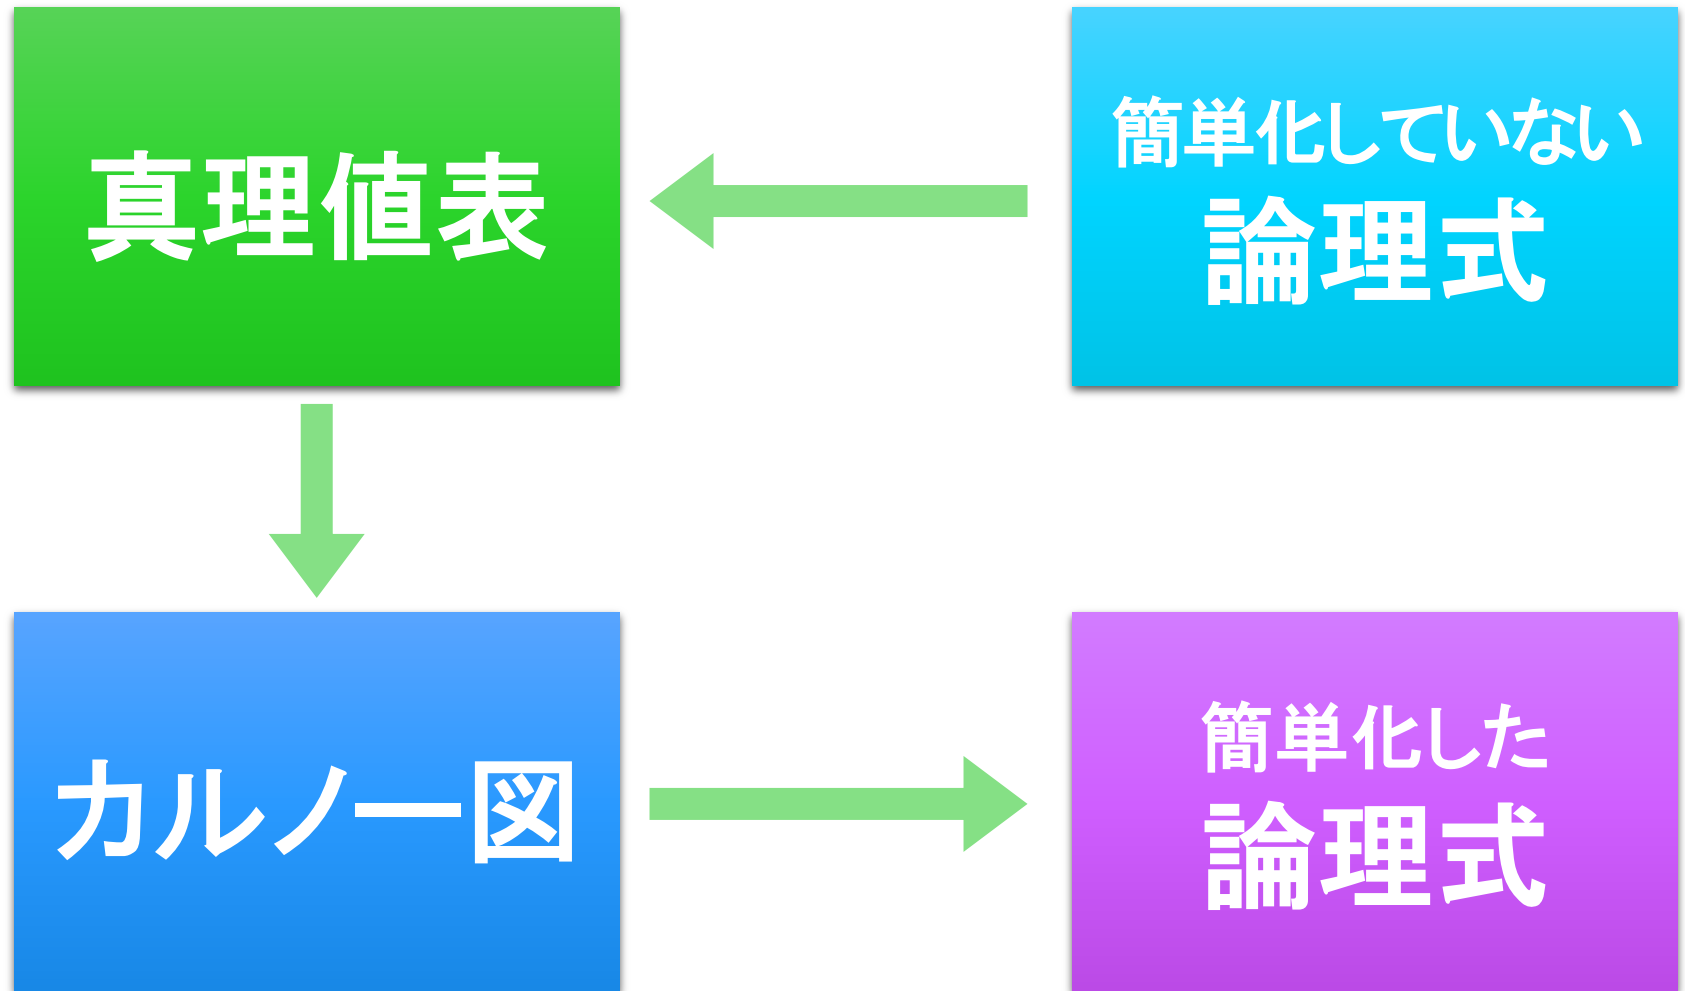 真理値表
簡単化していない
論理式
カルノー図
簡単化した
論理式